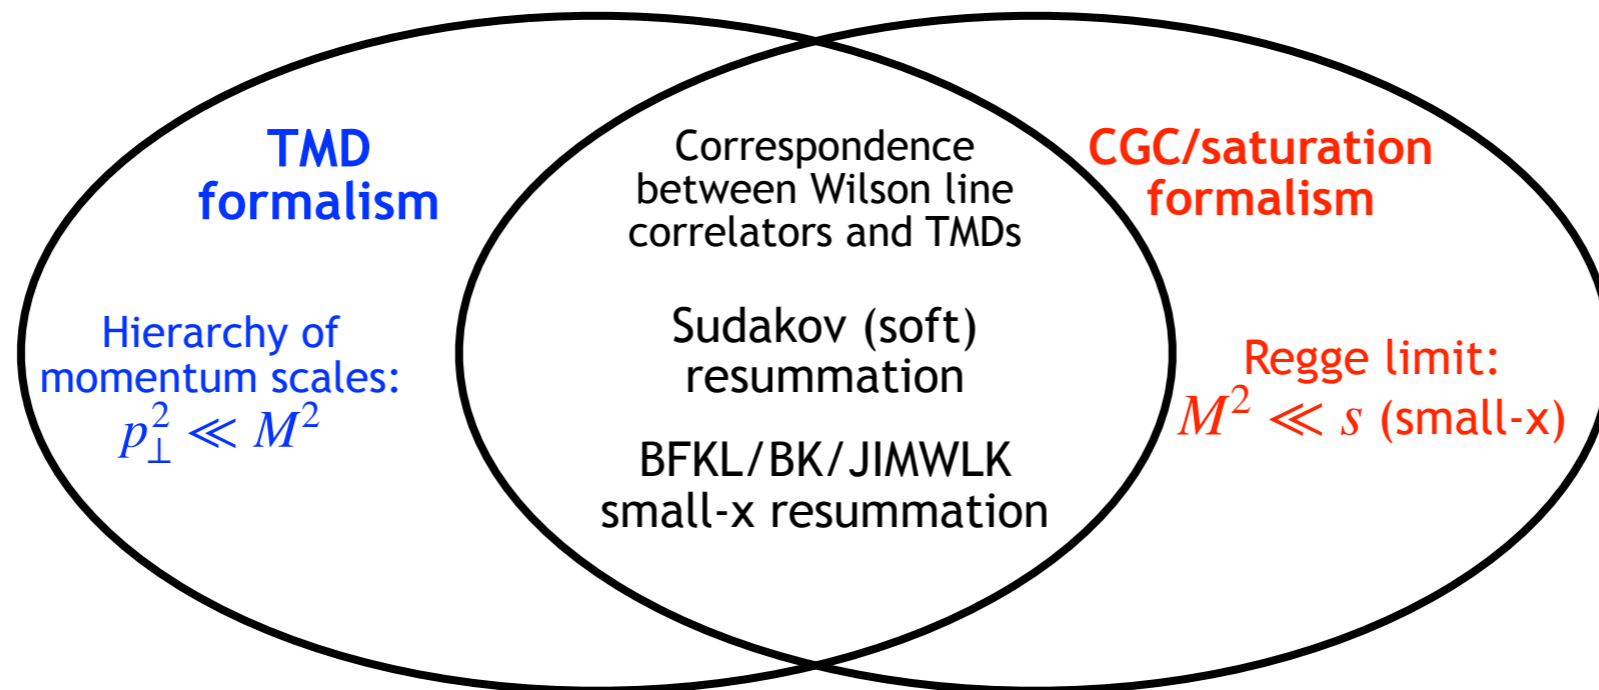 TMD
formalism
Hierarchy of
momentum scales:
p⊥² ≪ M²
Correspondence
between Wilson line
correlators and TMDs
Sudakov (soft)
resummation
BFKL/BK/JIMWLK
small-x resummation
CGC/saturation
formalism
Regge limit:
M² ≪ s (small-x)